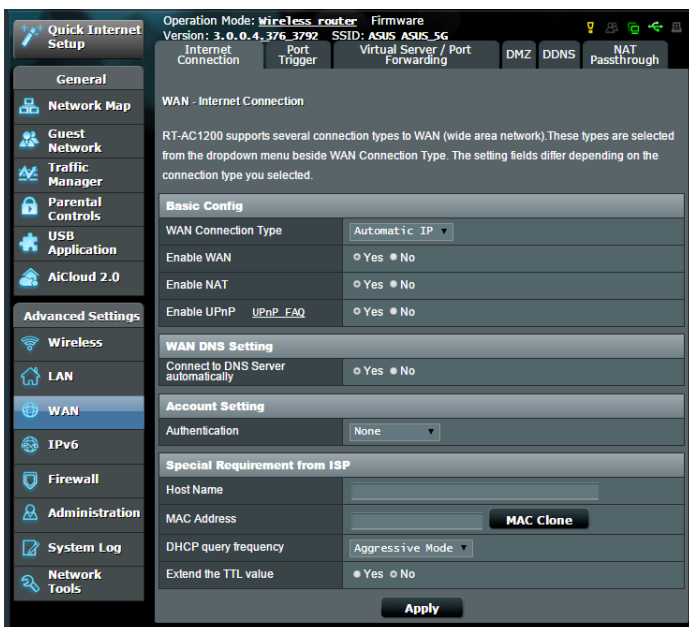 Quick Internet
Setup
Operation Mode: Wireless router Firmware
Version: 3.0.0.4.376_3792 SSID: ASUS ASUS_5G
Internet
Connection
Port
Trigger
Virtual Server / Port
Forwarding
DMZ
DDNS
NAT
Passthrough
General
Network Map
Guest
Network
Traffic
Manager
Parental
Controls
USB
Application
AiCloud 2.0
Advanced Settings
Wireless
LAN
WAN
IPv6
Firewall
Administration
System Log
Network
Tools
WAN - Internet Connection
RT-AC1200 supports several connection types to WAN (wide area network).These types are selected
from the dropdown menu beside WAN Connection Type. The setting fields differ depending on the
connection type you selected.
Basic Config
WAN Connection Type Automatic IP
Enable WAN Yes No
Enable NAT Yes No
Enable UPnP UPnP FAQ Yes No
WAN DNS Setting
Connect to DNS Server
automatically
Yes No
Account Setting
Authentication None
Special Requirement from ISP
Host Name
MAC Address MAC Clone
DHCP query frequency Aggressive Mode
Extend the TTL value Yes No
Apply